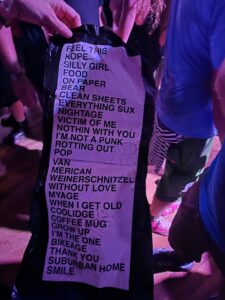 FEEL THIS
HOPE
SILLY GIRL
FOOD
ON PAPER
BEAR
CLEAN SHEETS
EVERYTHING SUX
NIGHTAGE
VICTIM OF ME
NOTHIN WITH YOU
I'M NOT A PUNK
ROTTING OUT
POP
VAN
MERICAN
WEINERSCHNITZEL
WITHOUT LOVE
MYAGE
WHEN I GET OLD
COOLIDGE
COFFEE MUG
GROW UP
I'M THE ONE
BIKEAGE
THANK YOU
SUBURBAN HOME
SMILE